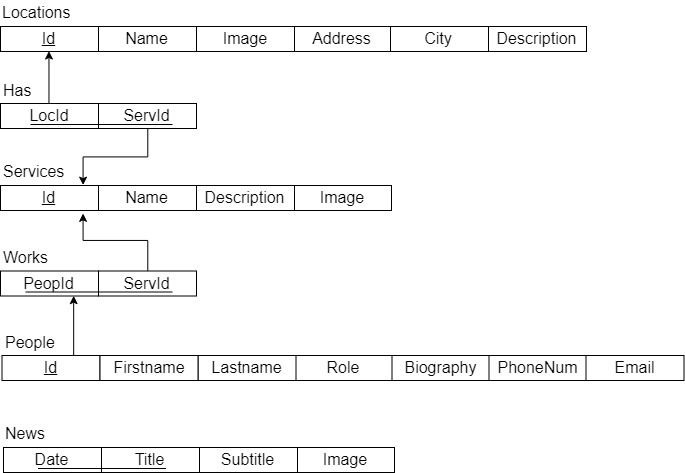 Locations
Id Name Image Address City Description
Has
LocId ServId
Services
Id Name Description Image
Works
PeopId ServId
People
Id Firstname Lastname Role Biography PhoneNum Email
News
Date Title Subtitle Image